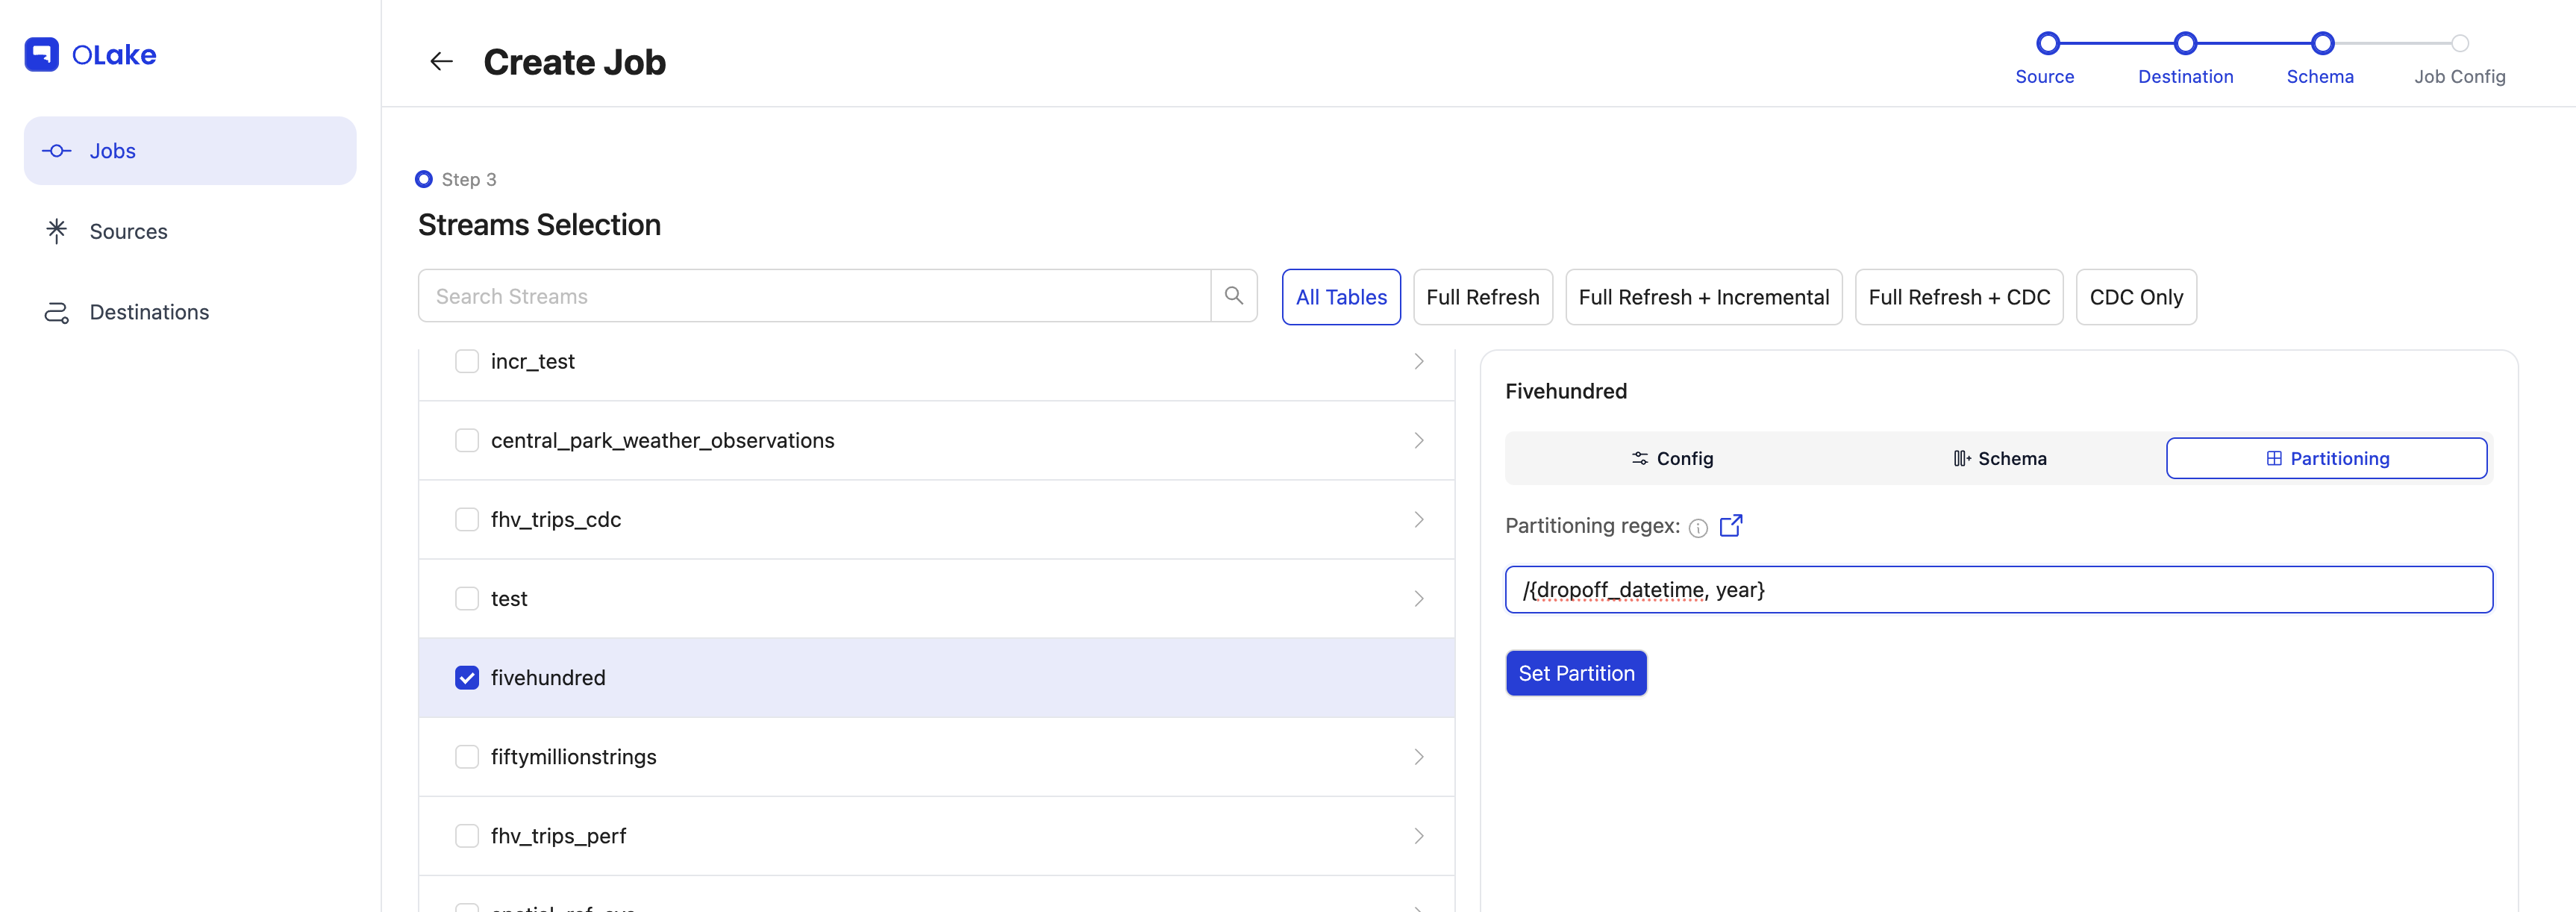 OLake
Jobs
Sources
Destinations
Create Job
Source
Destination
Schema
Job Config
Step 3
Streams Selection
Search Streams
All Tables
Full Refresh
Full Refresh + Incremental
Full Refresh + CDC
CDC Only
incr_test
central_park_weather_observations
fhv_trips_cdc
test
fivehundred
fiftymillionstrings
fhv_trips_perf
Fivehundred
Config
Schema
Partitioning
Partitioning regex:
/{dropoff_datetime, year}
Set Partition